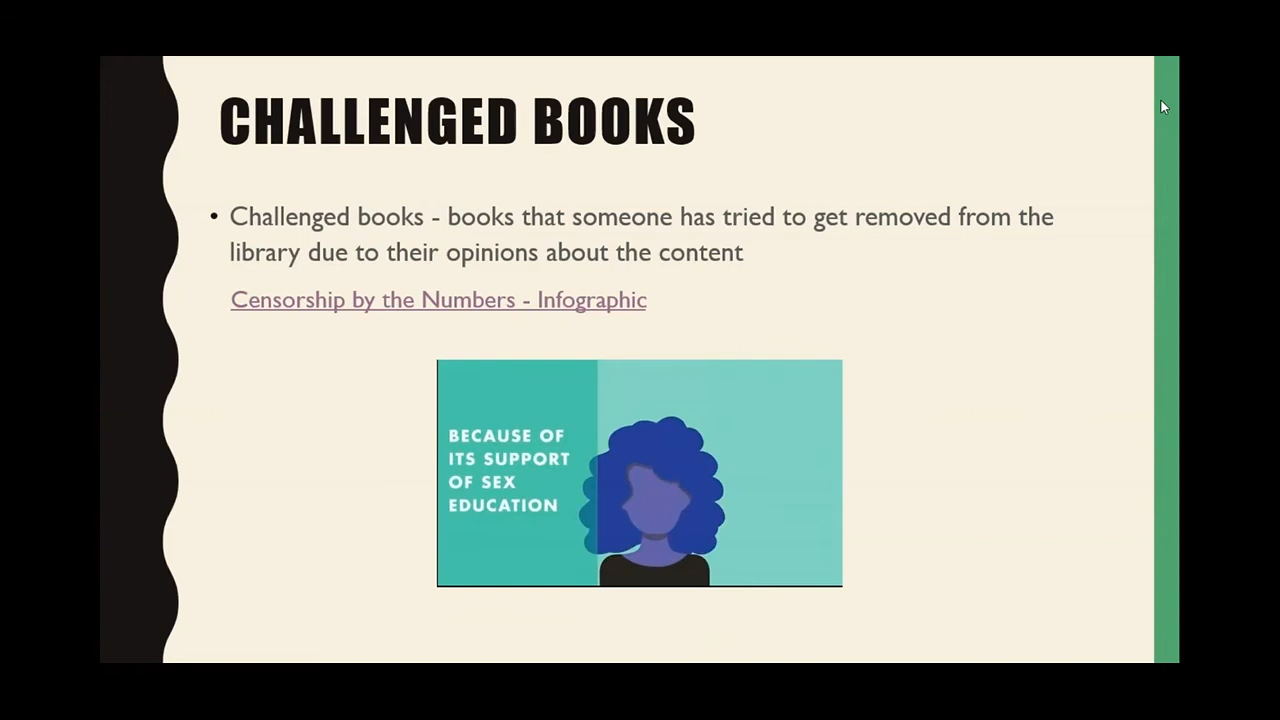 CHALLENGED BOOKS
• Challenged books - books that someone has tried to get removed from the
library due to their opinions about the content
Censorship by the Numbers - Infographic
BECAUSE OF
ITS SUPPORT
OF SEX
EDUCATION